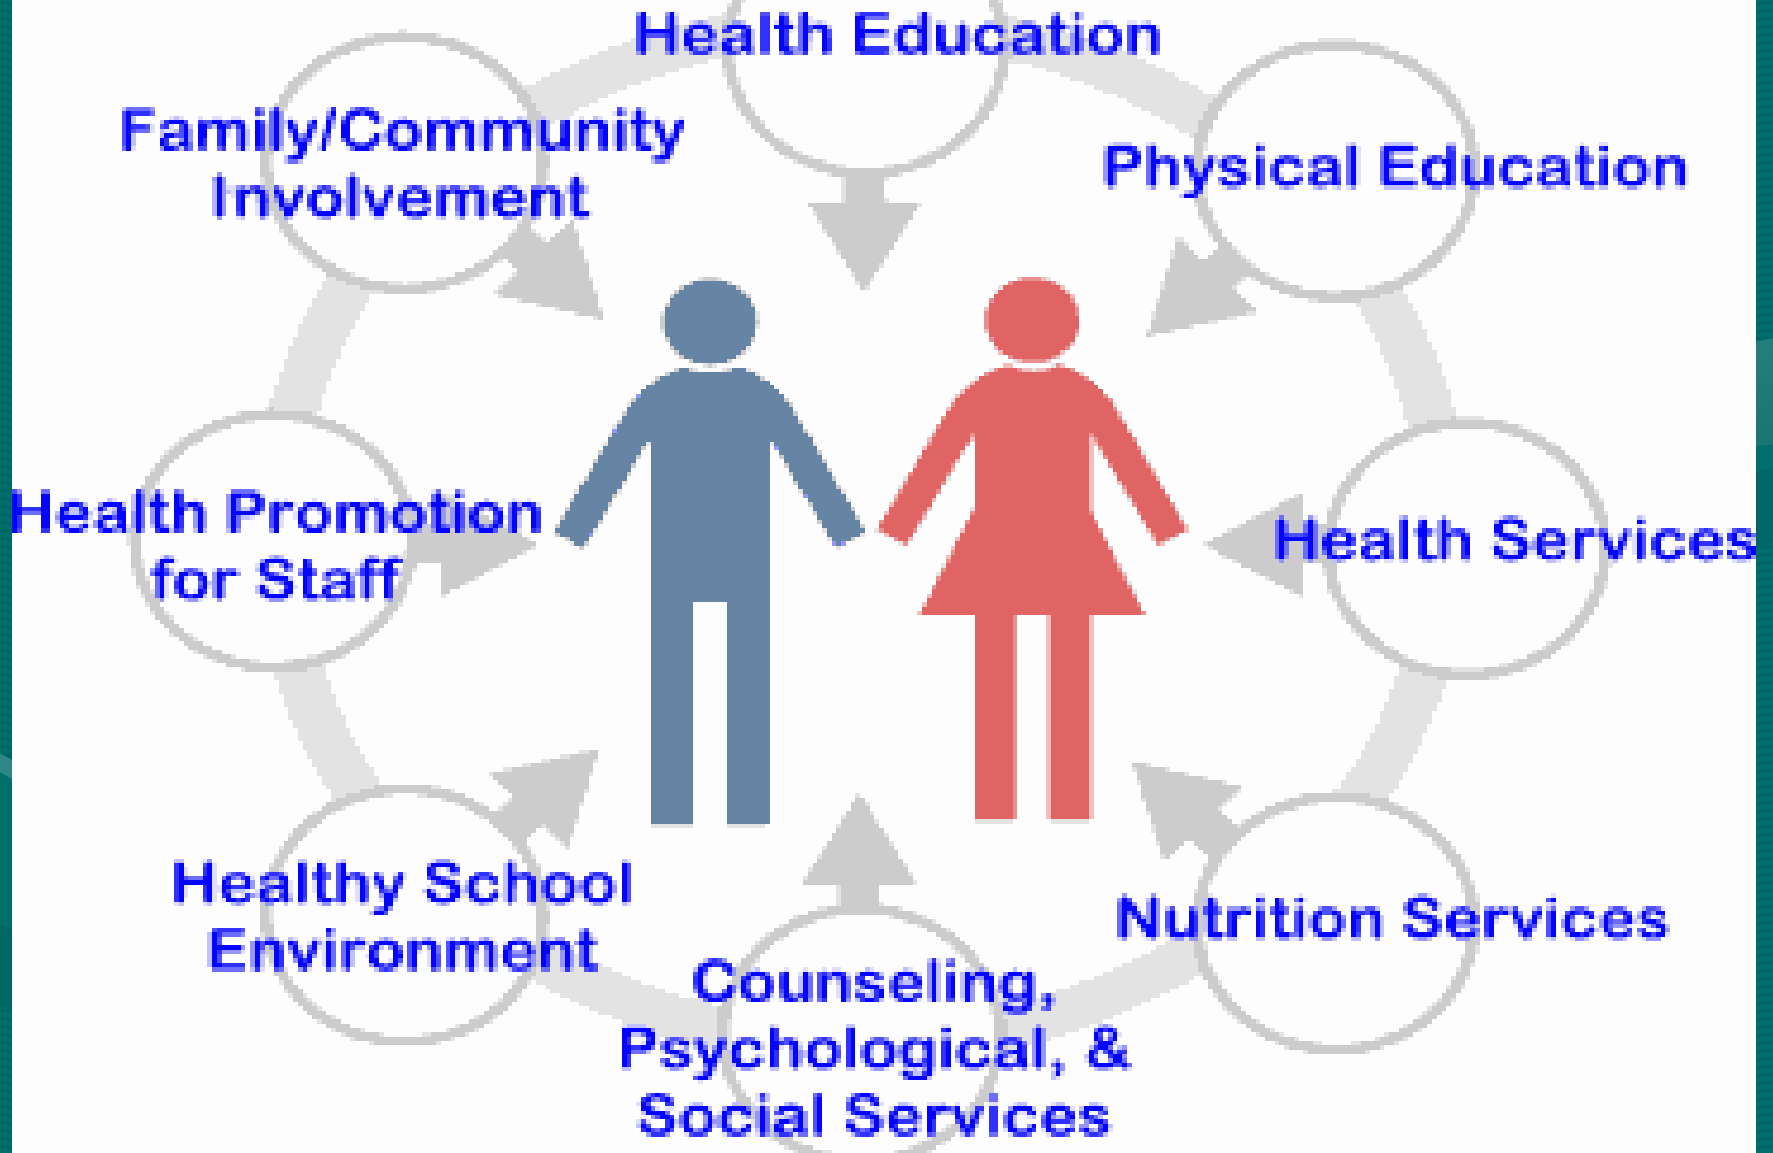 Health Education
Physical Education
Health Services
Nutrition Services
Counseling,
Psychological, &
Social Services
Healthy School
Environment
Health Promotion
for Staff
Family/Community
Involvement